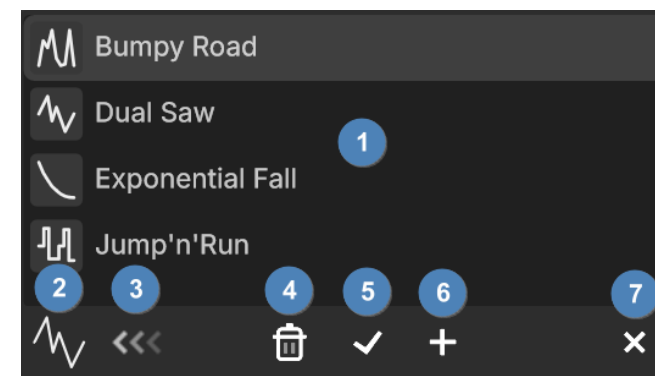 Bumpy Road
Dual Saw
1
Exponential Fall
Jump'n'Run
2 3 4 5 6 7